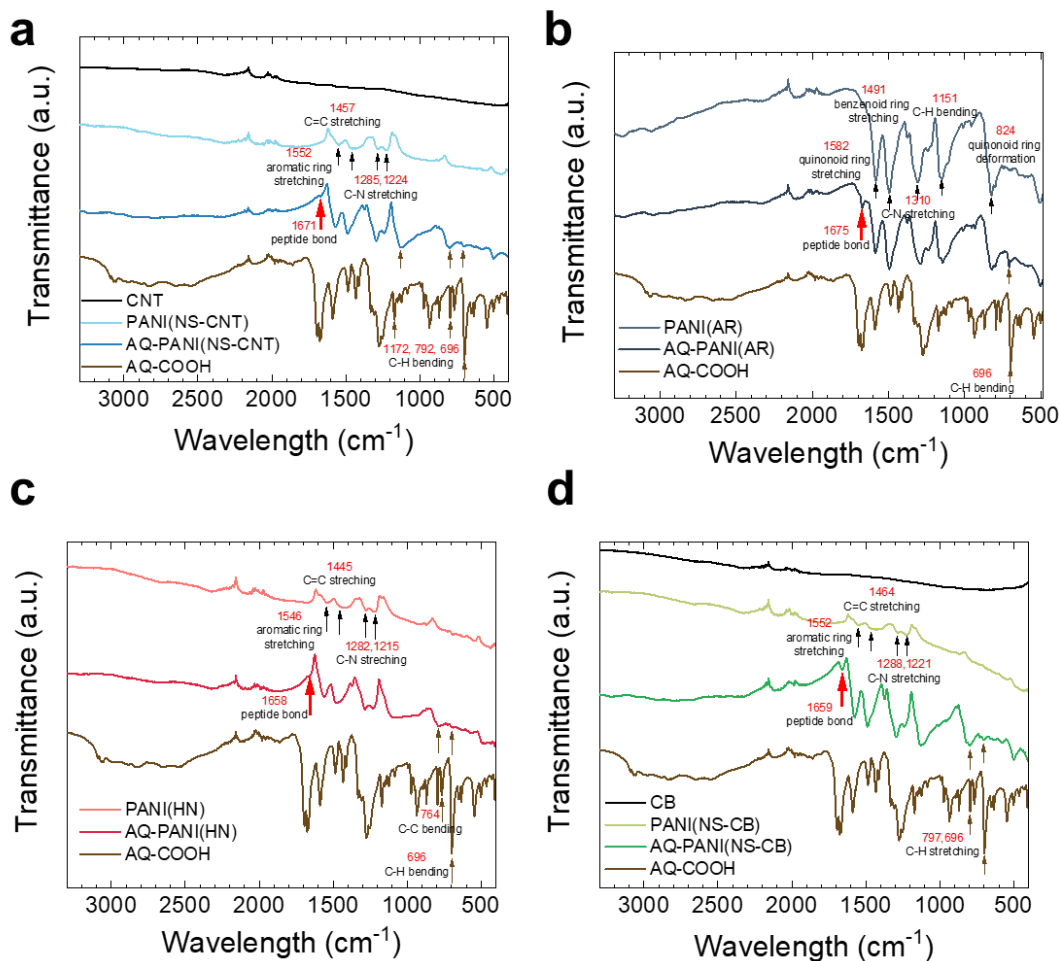 a
Transmittance (a.u.)
1457
C=C stretching
1552
aromatic ring
stretching
1285, 1224
C-N stretching
1671
peptide bond
CNT
PANI(NS-CNT)
AQ-PANI(NS-CNT)
AQ-COOH
1172, 792, 696
C-H bending
3000 2500 2000 1500 1000 500
Wavelength (cm-1)
b
Transmittance (a.u.)
1491
benzenoid ring
stretching
1151
C-H bending
824
quinonoid ring
deformation
1582
quinonoid ring
stretching
1310
C-N stretching
1675
peptide bond
PANI(AR)
AQ-PANI(AR)
AQ-COOH
696
C-H bending
3000 2500 2000 1500 1000 500
Wavelength (cm-1)
c
Transmittance (a.u.)
1445
C=C streching
1546
aromatic ring
stretching
1282, 1215
C-N streching
1658
peptide bond
PANI(HN)
AQ-PANI(HN)
AQ-COOH
764
C-C bending
696
C-H bending
3000 2500 2000 1500 1000 500
Wavelength (cm-1)
d
Transmittance (a.u.)
1464
C=C stretching
1552
aromatic ring
stretching
1288, 1221
C-N stretching
1659
peptide bond
CB
PANI(NS-CB)
AQ-PANI(NS-CB)
AQ-COOH
797, 696
C-H stretching
3000 2500 2000 1500 1000 500
Wavelength (cm-1)